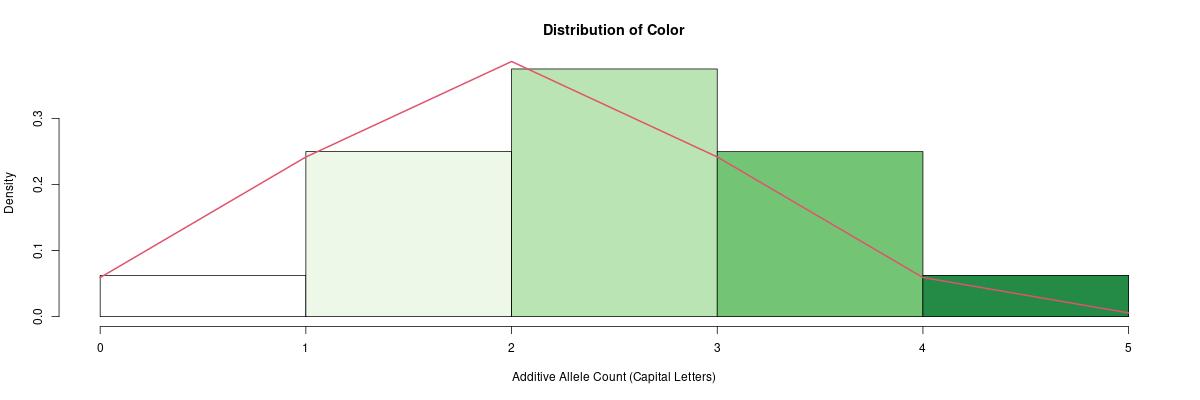 Distribution of Color
Density
0.3
0.2
0.1
0.0
0 1 2 3 4 5
Additive Allele Count (Capital Letters)